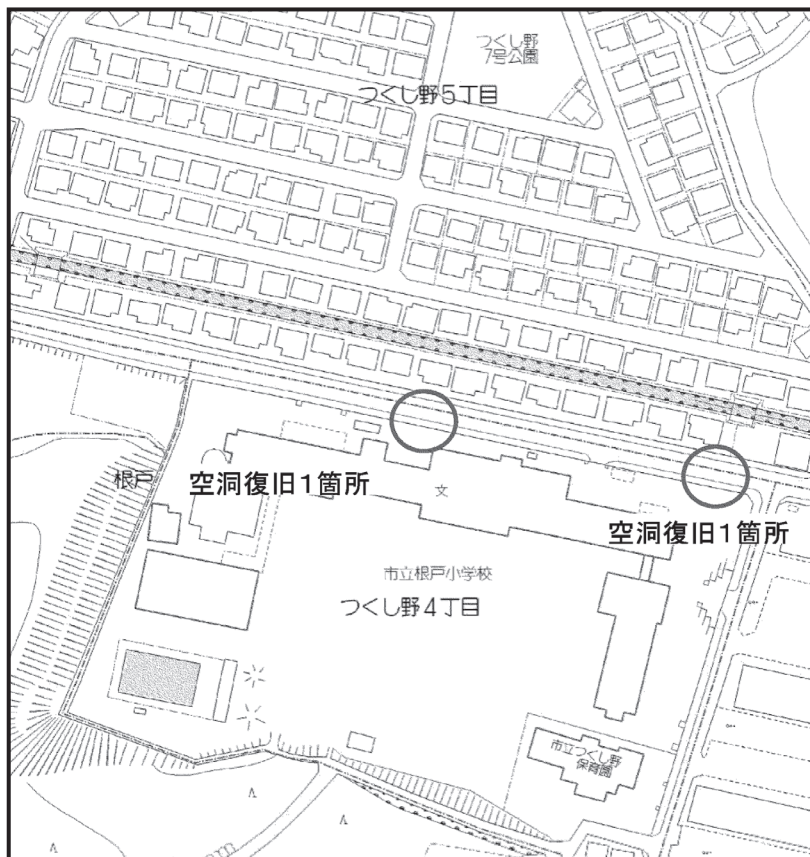 つくし野
7号公園
つくし野5丁目
根戸
空洞復旧1箇所
文
空洞復旧1箇所
市立根戸小学校
つくし野4丁目
市立つくし野
保育園